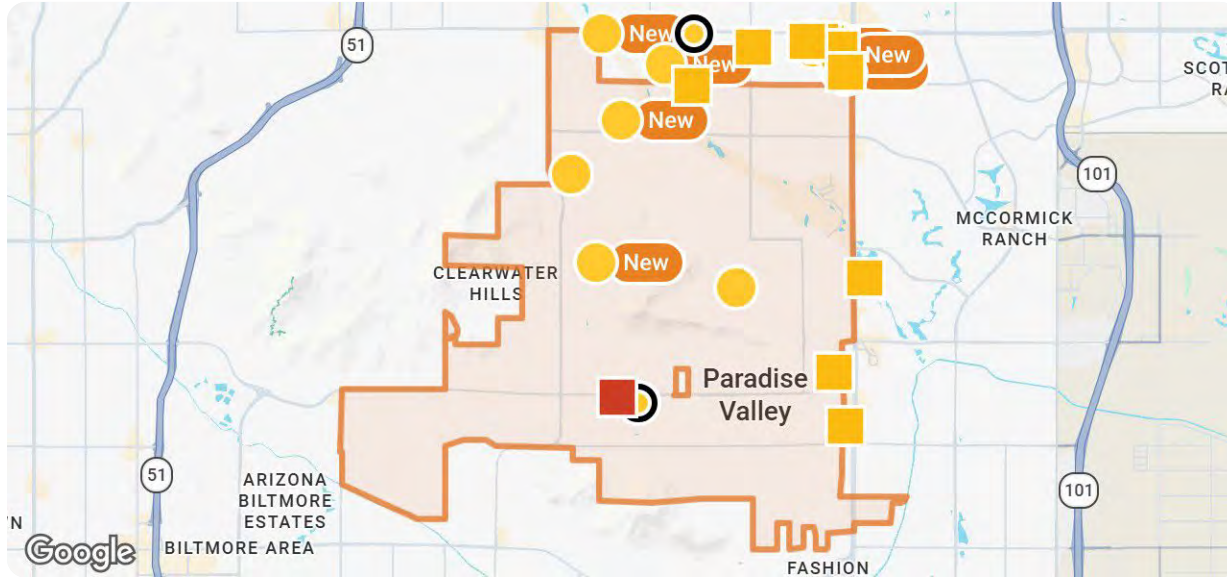 51
New
New
New
SCOT
RA
New
101
MCCORMICK
RANCH
New
CLEARWATER
HILLS
Paradise
Valley
51
ARIZONA
BILTMORE
ESTATES
101
N
Google
BILTMORE AREA
FASHION